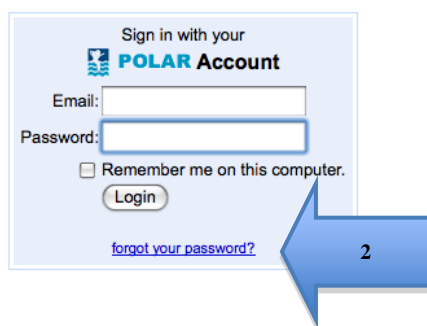 Sign in with your
POLAR Account
Email:
Password:
Remember me on this computer.
Login
forgot your password?
2